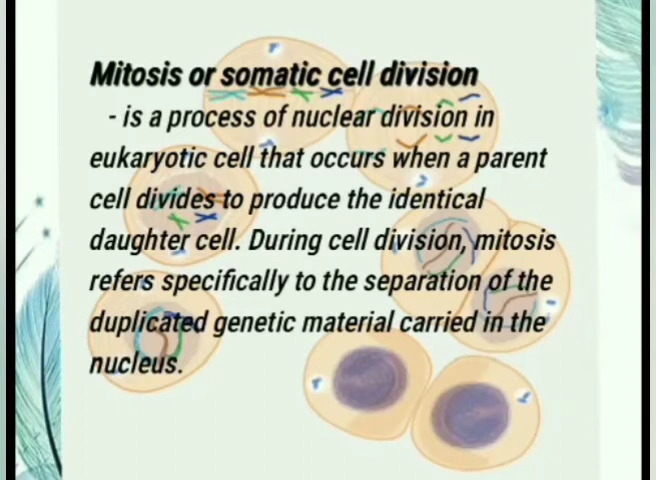 Mitosis or somatic cell division
- is a process of nuclear division in
eukaryotic cell that occurs when a parent
cell divides to produce the identical
daughter cell. During cell division, mitosis
refers specifically to the separation of the
duplicated genetic material carried in the
nucleus.